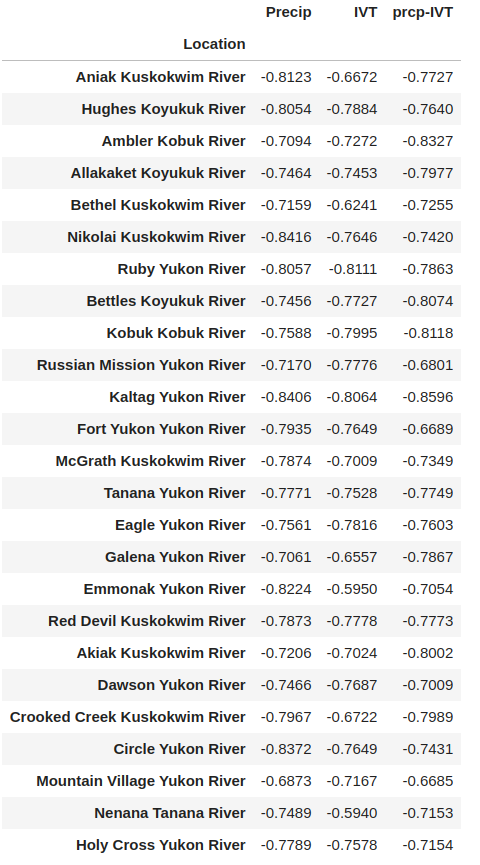 Precip IVT prcp-IVT
Location
Aniak Kuskokwim River -0.8123 -0.6672 -0.7727
Hughes Koyukuk River -0.8054 -0.7884 -0.7640
Ambler Kobuk River -0.7094 -0.7272 -0.8327
Allakaket Koyukuk River -0.7464 -0.7453 -0.7977
Bethel Kuskokwim River -0.7159 -0.6241 -0.7255
Nikolai Kuskokwim River -0.8416 -0.7646 -0.7420
Ruby Yukon River -0.8057 -0.8111 -0.7863
Bettles Koyukuk River -0.7456 -0.7727 -0.8074
Kobuk Kobuk River -0.7588 -0.7995 -0.8118
Russian Mission Yukon River -0.7170 -0.7776 -0.6801
Kaltag Yukon River -0.8406 -0.8064 -0.8596
Fort Yukon Yukon River -0.7935 -0.7649 -0.6689
McGrath Kuskokwim River -0.7874 -0.7009 -0.7349
Tanana Yukon River -0.7771 -0.7528 -0.7749
Eagle Yukon River -0.7561 -0.7816 -0.7603
Galena Yukon River -0.7061 -0.6557 -0.7867
Emmonak Yukon River -0.8224 -0.5950 -0.7054
Red Devil Kuskokwim River -0.7873 -0.7778 -0.7773
Akiak Kuskokwim River -0.7206 -0.7024 -0.8002
Dawson Yukon River -0.7466 -0.7687 -0.7009
Crooked Creek Kuskokwim River -0.7967 -0.6722 -0.7989
Circle Yukon River -0.8372 -0.7649 -0.7431
Mountain Village Yukon River -0.6873 -0.7167 -0.6685
Nenana Tanana River -0.7489 -0.5940 -0.7153
Holy Cross Yukon River -0.7789 -0.7578 -0.7154